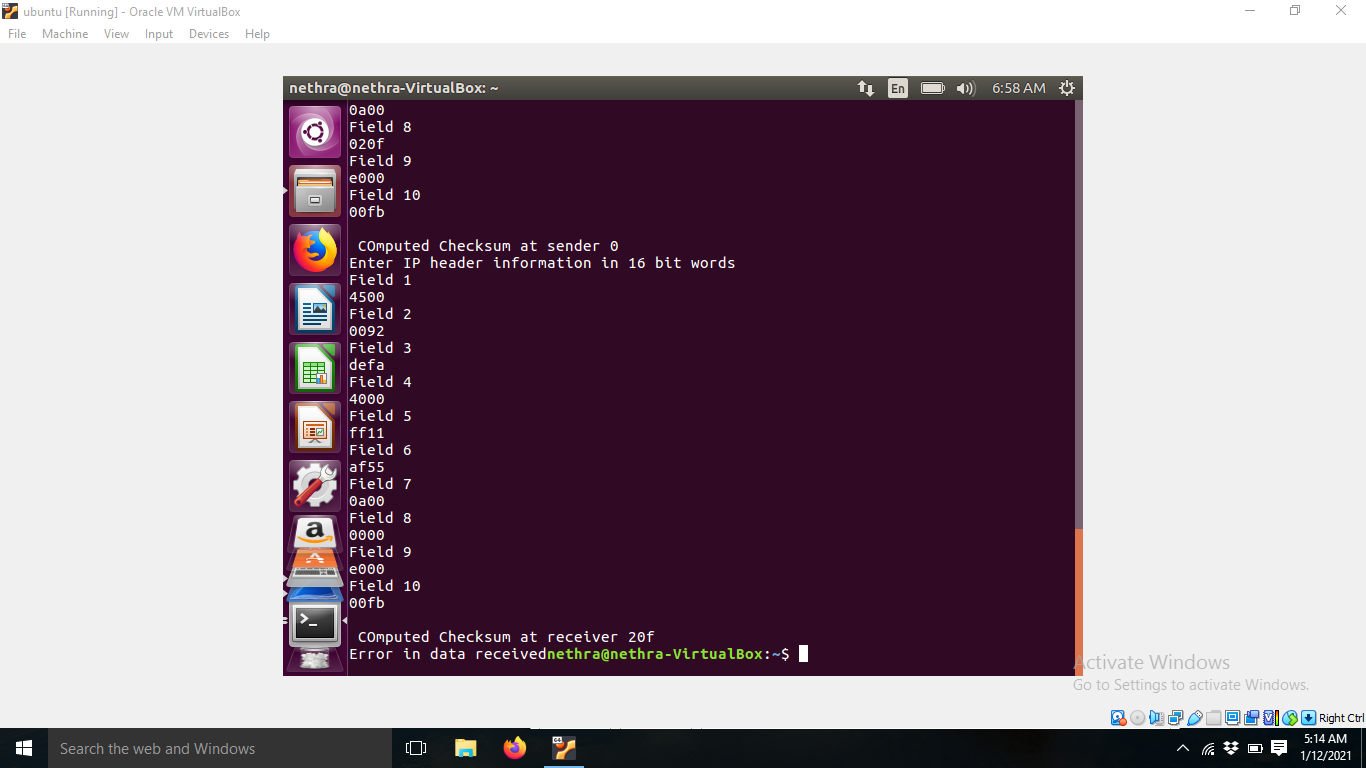 ubuntu [Running] - Oracle VM VirtualBox
File Machine View Input Devices Help
nethra@nethra-VirtualBox: ~ En 6:58 AM
0a00
Field 8
020f
Field 9
e000
Field 10
00fb
COmputed Checksum at sender 0
Enter IP header information in 16 bit words
Field 1
4500
Field 2
0092
Field 3
defa
Field 4
4000
Field 5
ff11
Field 6
af55
Field 7
0a00
Field 8
0000
Field 9
e000
Field 10
00fb
COmputed Checksum at receiver 20f
Error in data receivednethra@nethra-VirtualBox:~$
Activate Windows
Go to Settings to activate Windows.
Right Ctrl
Search the web and Windows
5:14 AM
1/12/2021